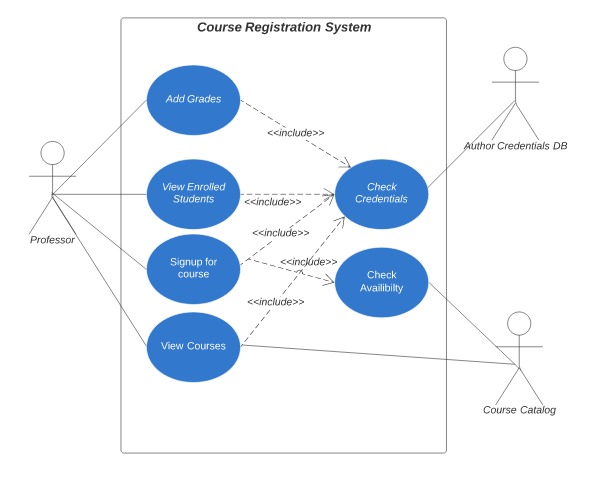 Course Registration System
Add Grades
<<include>>
Author Credentials DB
View Enrolled
Students
<<include>>
Check
Credentials
Professor
<<include>>
Signup for
course
<<include>>
Check
Availibilty
<<include>>
View Courses
Course Catalog